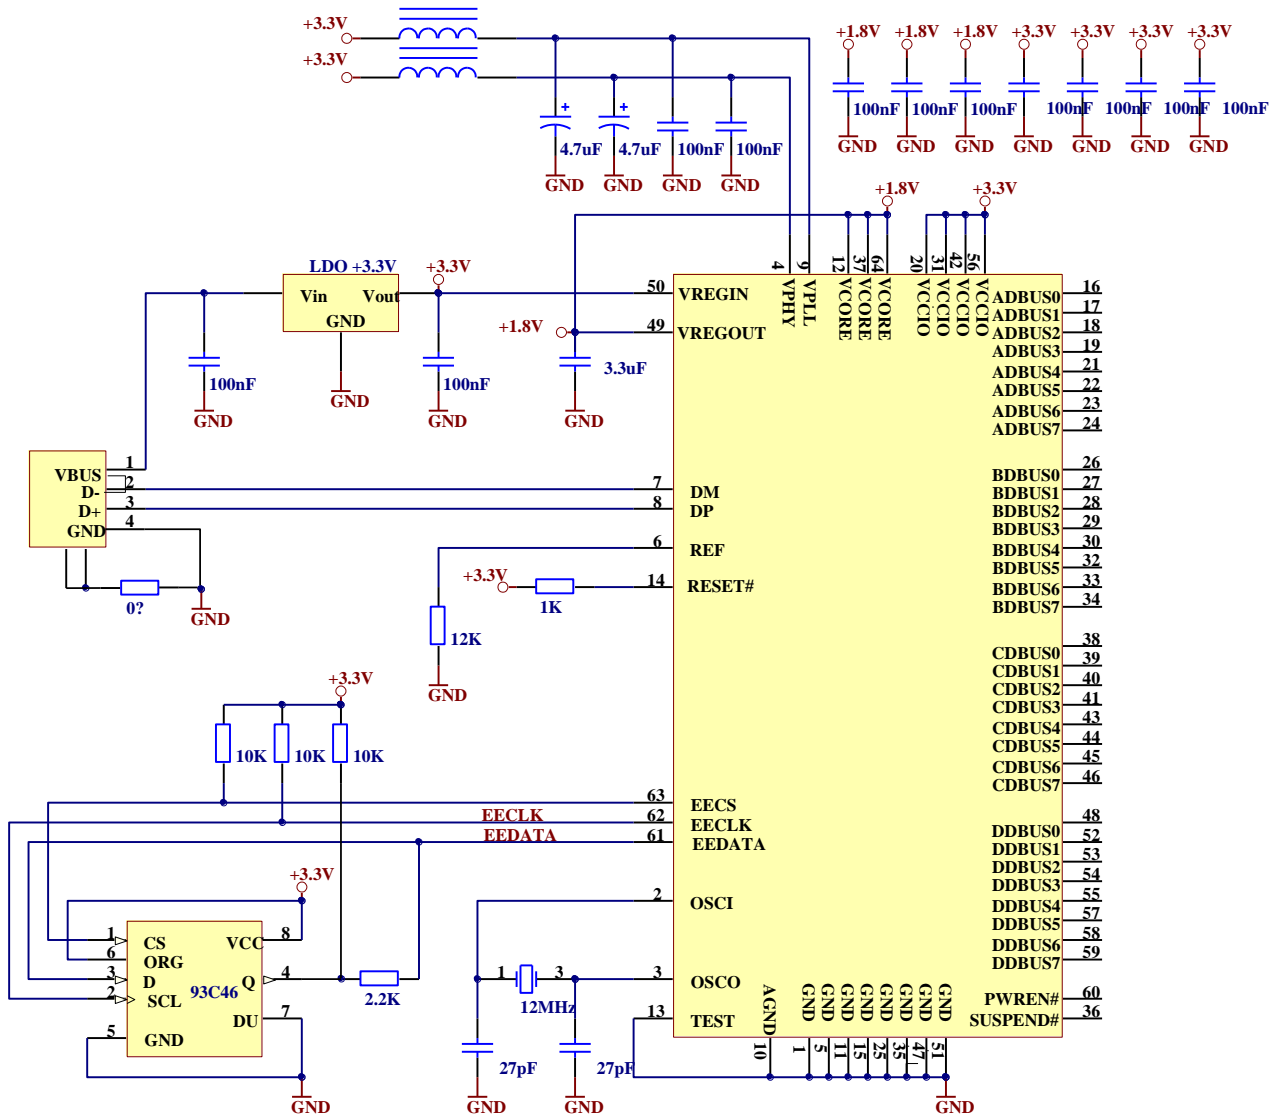 +3.3V
+3.3V
4.7uF
4.7uF
100nF
100nF
GND
GND
GND
GND
+1.8V
+1.8V
+1.8V
+3.3V
+3.3V
+3.3V
+3.3V
100nF
100nF
100nF
100nF
100nF
100nF
100nF
GND
GND
GND
GND
GND
GND
GND
+1.8V
+3.3V
4
9
12
37
64
20
31
42
56
VPHY
VPLL
VCORE
VCORE
VCORE
VCCIO
VCCIO
VCCIO
VCCIO
LDO +3.3V
+3.3V
Vin
Vout
GND
100nF
GND
100nF
GND
GND
+1.8V
3.3uF
GND
50
VREGIN
49
VREGOUT
VBUS
D-
D+
GND
1
2
3
4
0?
GND
7
DM
8
DP
6
REF
14
RESET#
+3.3V
1K
12K
GND
+3.3V
10K
10K
10K
63
EECS
EECLK
62
EECLK
EEDATA
61
EEDATA
2
OSCI
3
OSCO
13
TEST
+3.3V
1
CS
6
ORG
3
D
2
SCL
5
GND
93C46
VCC
8
Q
4
DU
7
2.2K
GND
1
3
12MHz
27pF
27pF
GND
GND
AGND
GND
GND
GND
GND
GND
GND
GND
GND
10
1
5
11
15
25
35
47
51
GND
ADBUS0
16
ADBUS1
17
ADBUS2
18
ADBUS3
19
ADBUS4
21
ADBUS5
22
ADBUS6
23
ADBUS7
24
BDBUS0
26
BDBUS1
27
BDBUS2
28
BDBUS3
29
BDBUS4
30
BDBUS5
32
BDBUS6
33
BDBUS7
34
CDBUS0
38
CDBUS1
39
CDBUS2
40
CDBUS3
41
CDBUS4
43
CDBUS5
44
CDBUS6
45
CDBUS7
46
DDBUS0
48
DDBUS1
52
DDBUS2
53
DDBUS3
54
DDBUS4
55
DDBUS5
57
DDBUS6
58
DDBUS7
59
PWREN#
60
SUSPEND#
36